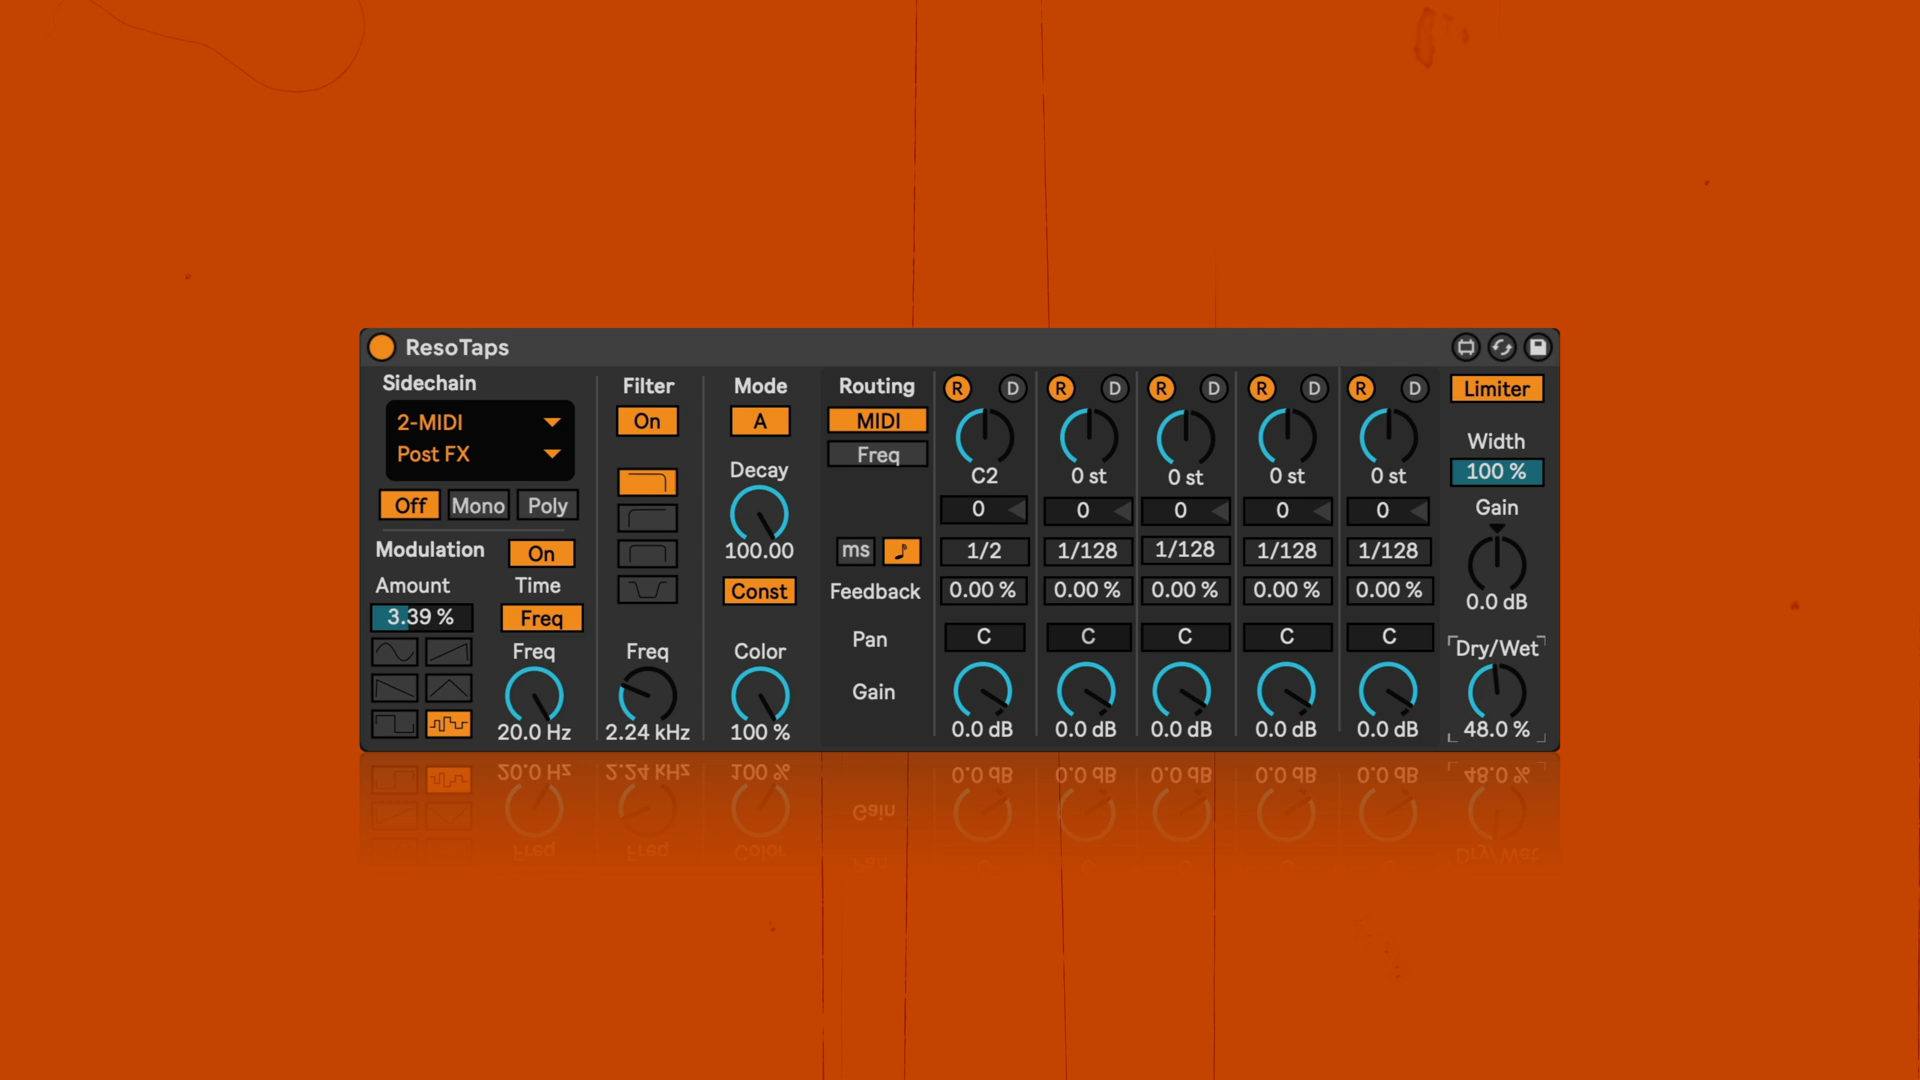 ResoTaps
Sidechain
2-MIDI
Post FX
Off Mono Poly
Modulation On
Amount Time
3.39 % Freq
Freq
20.0 Hz
Filter
On
Freq
2.24 kHz
Mode
A
Decay
100.00
Const
Color
100 %
Routing
MIDI
Freq
ms
Feedback
Pan
Gain
R D R D R D R D R D
C2 0 st 0 st 0 st 0 st
0 0 0 0 0
1/2 1/128 1/128 1/128 1/128
0.00 % 0.00 % 0.00 % 0.00 % 0.00 %
C C C C C
0.0 dB 0.0 dB 0.0 dB 0.0 dB 0.0 dB
Limiter
Width
100 %
Gain
0.0 dB
Dry/Wet
48.0 %